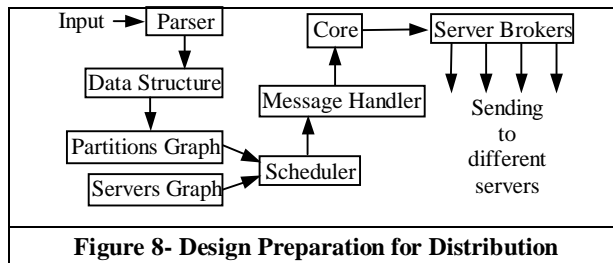 Input
Parser
Data Structure
Partitions Graph
Servers Graph
Scheduler
Message Handler
Core
Server Brokers
Sending
to
different
servers
Figure 8- Design Preparation for Distribution